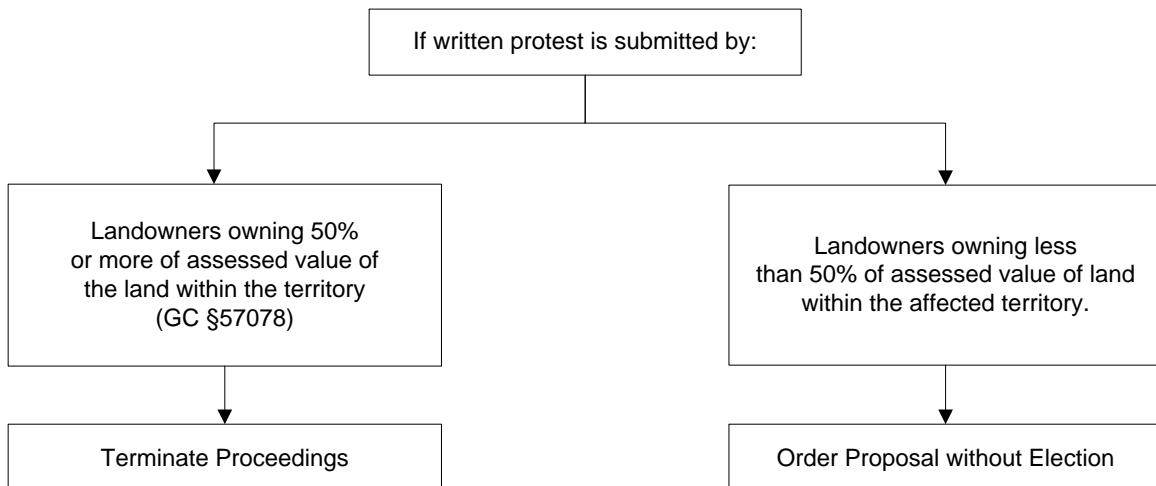 If written protest is submitted by:
Landowners owning 50%
or more of assessed value of
the land within the territory
(GC §57078)
Landowners owning less
than 50% of assessed value of land
within the affected territory.
Terminate Proceedings
Order Proposal without Election